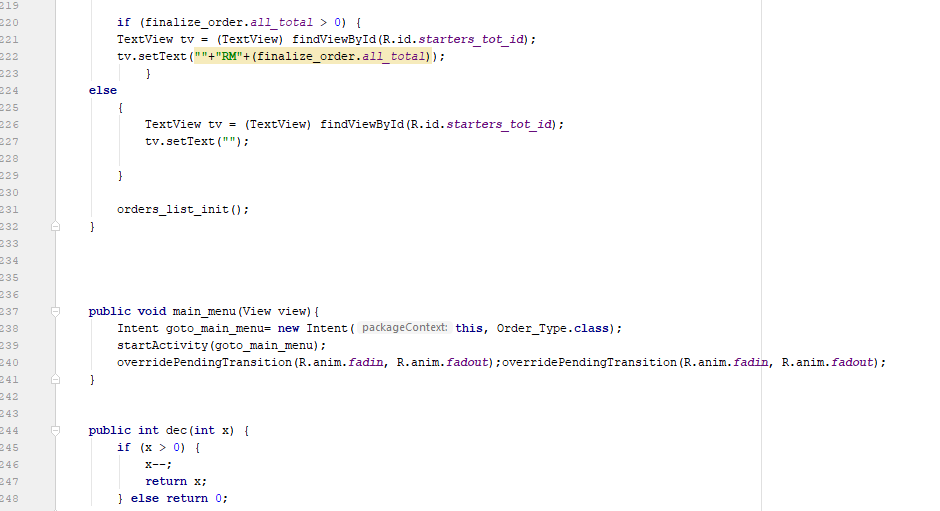 219
220 if (finalize_order.all_total > 0) {
221 TextView tv = (TextView) findViewById(R.id.starters_tot_id);
222 tv.setText(""+"RM"+(finalize_order.all_total));
223 }
224 else
225 {
226 TextView tv = (TextView) findViewById(R.id.starters_tot_id);
227 tv.setText("");
228
229 }
230
231 orders_list_init();
232 }
233
234
235
236
237 public void main_menu(View view){
238 Intent goto_main_menu= new Intent( packageContext: this, Order_Type.class);
239 startActivity(goto_main_menu);
240 overridePendingTransition(R.anim.fadin, R.anim.fadout);overridePendingTransition(R.anim.fadin, R.anim.fadout);
241 }
242
243
244 public int dec(int x) {
245 if (x > 0) {
246 x--;
247 return x;
248 } else return 0;